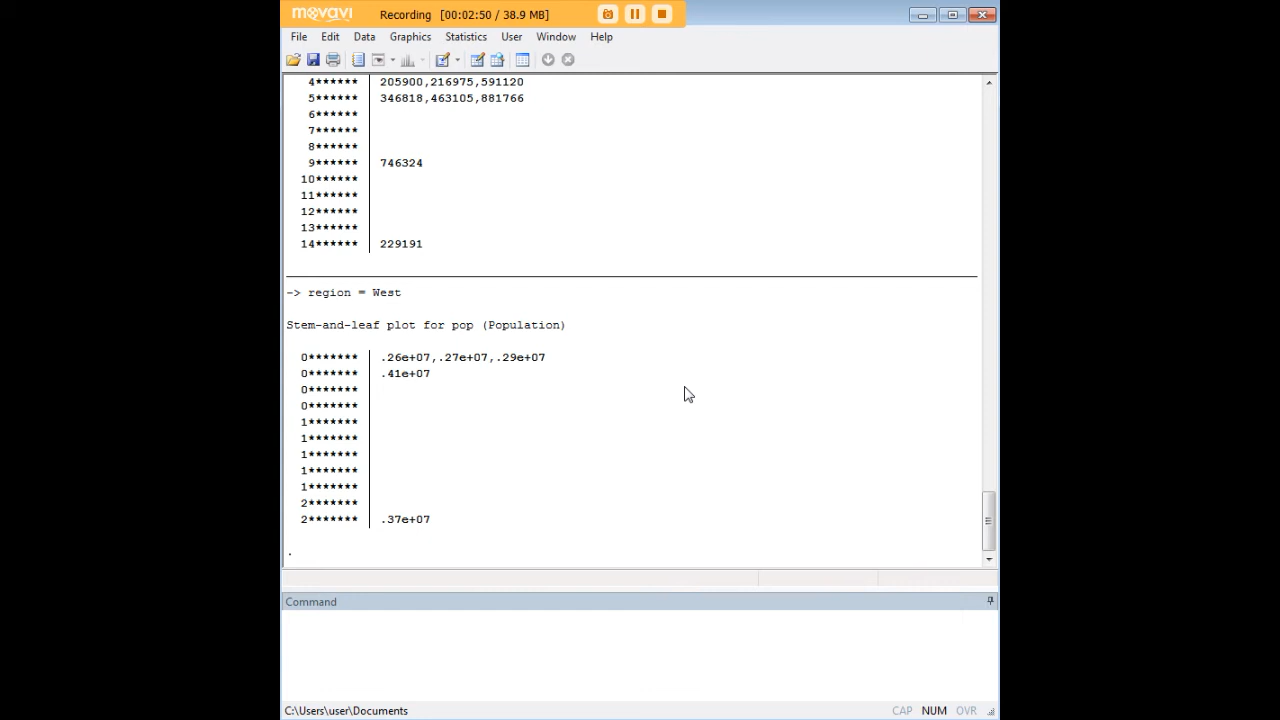 movavi Recording [00:02:50 / 38.9 MB]
File Edit Data Graphics Statistics User Window Help
4****** 205900,216975,591120
5****** 346818,463105,881766
6******
7******
8******
9****** 746324
10******
11******
12******
13******
14****** 229191
-> region = West
Stem-and-leaf plot for pop (Population)
0******* .26e+07,.27e+07,.29e+07
0******* .41e+07
0*******
0*******
1*******
1*******
1*******
1*******
1*******
2*******
2******* .37e+07
.
Command
C:\Users\user\Documents CAP NUM OVR